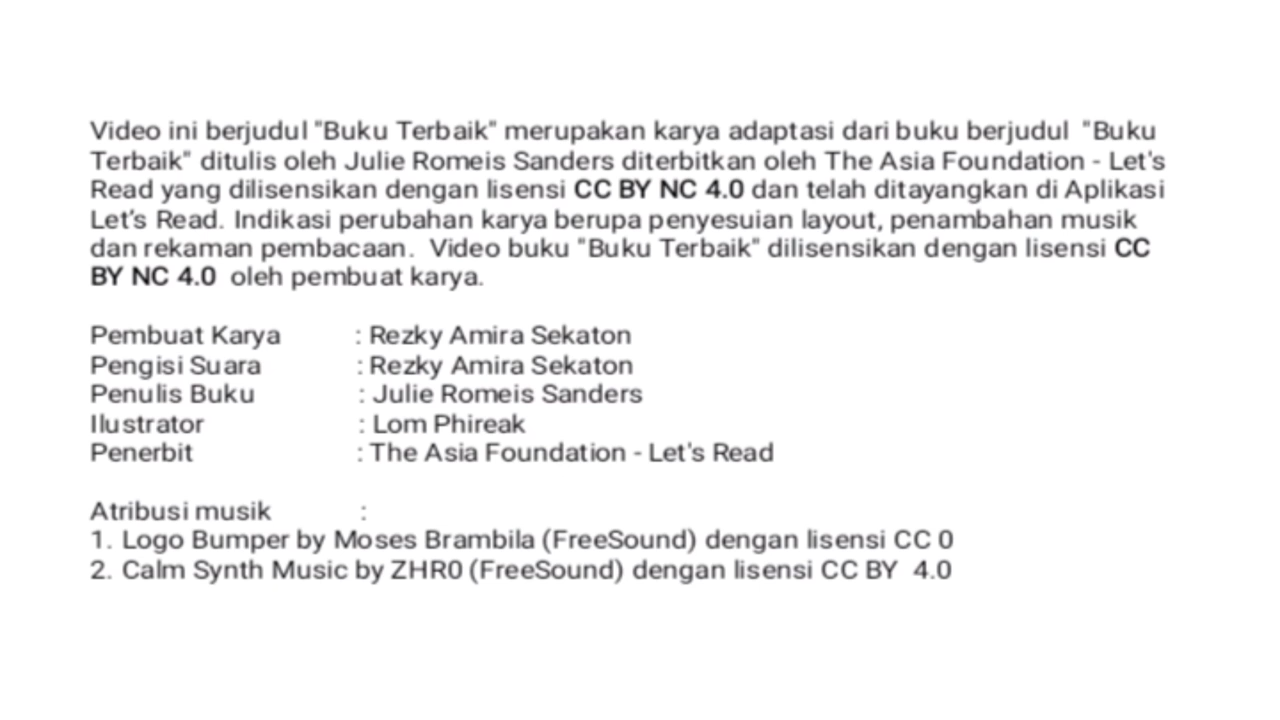 Video ini berjudul "Buku Terbaik" merupakan karya adaptasi dari buku berjudul "Buku
Terbaik" ditulis oleh Julie Romeis Sanders diterbitkan oleh The Asia Foundation - Let's
Read yang dilisensikan dengan lisensi CC BY NC 4.0 dan telah ditayangkan di Aplikasi
Let's Read. Indikasi perubahan karya berupa penyesuian layout, penambahan musik
dan rekaman pembacaan. Video buku "Buku Terbaik" dilisensikan dengan lisensi CC
BY NC 4.0 oleh pembuat karya.
Pembuat Karya : Rezky Amira Sekaton
Pengisi Suara : Rezky Amira Sekaton
Penulis Buku : Julie Romeis Sanders
Ilustrator : Lom Phireak
Penerbit : The Asia Foundation - Let's Read
Atribusi musik :
1. Logo Bumper by Moses Brambila (FreeSound) dengan lisensi CC 0
2. Calm Synth Music by ZHR0 (FreeSound) dengan lisensi CC BY 4.0